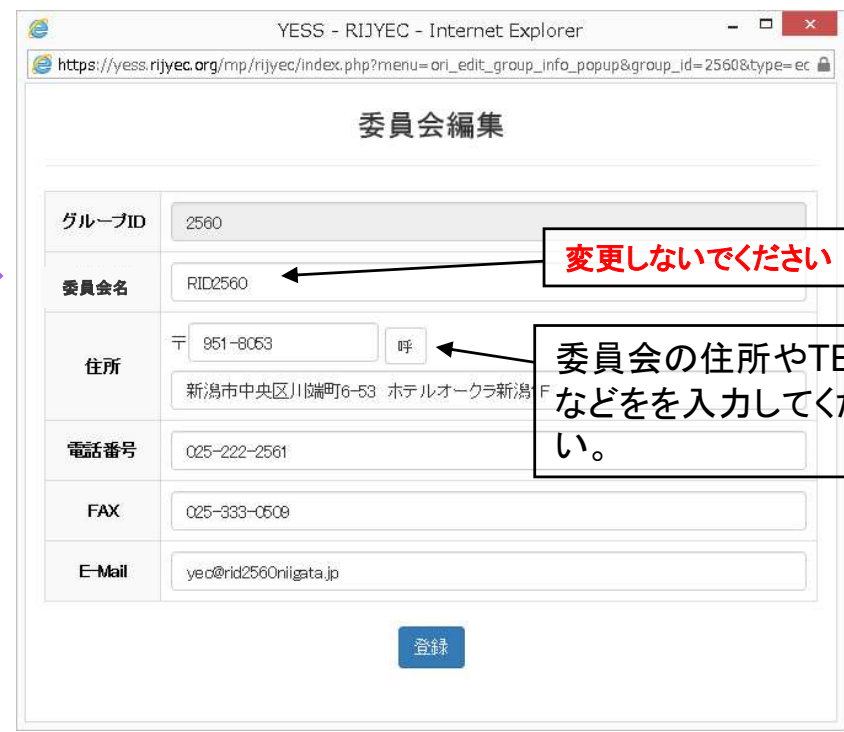 YESS - RIJYEC - Internet Explorer
https://yess.rijyec.org/mp/rijyec/index.php?menu=ori_edit_group_info_popup&group_id=2560&type=ec
委員会編集
グループID
2560
変更しないでください
委員会名
RID2560
住所
〒 951-8053 呼
新潟市中央区川端町6-53 ホテルオークラ新潟1F
委員会の住所やTE
などをを入力してくだ
い。
電話番号
025-222-2561
FAX
025-333-0509
E-Mail
yec@rid2560niigata.jp
登録